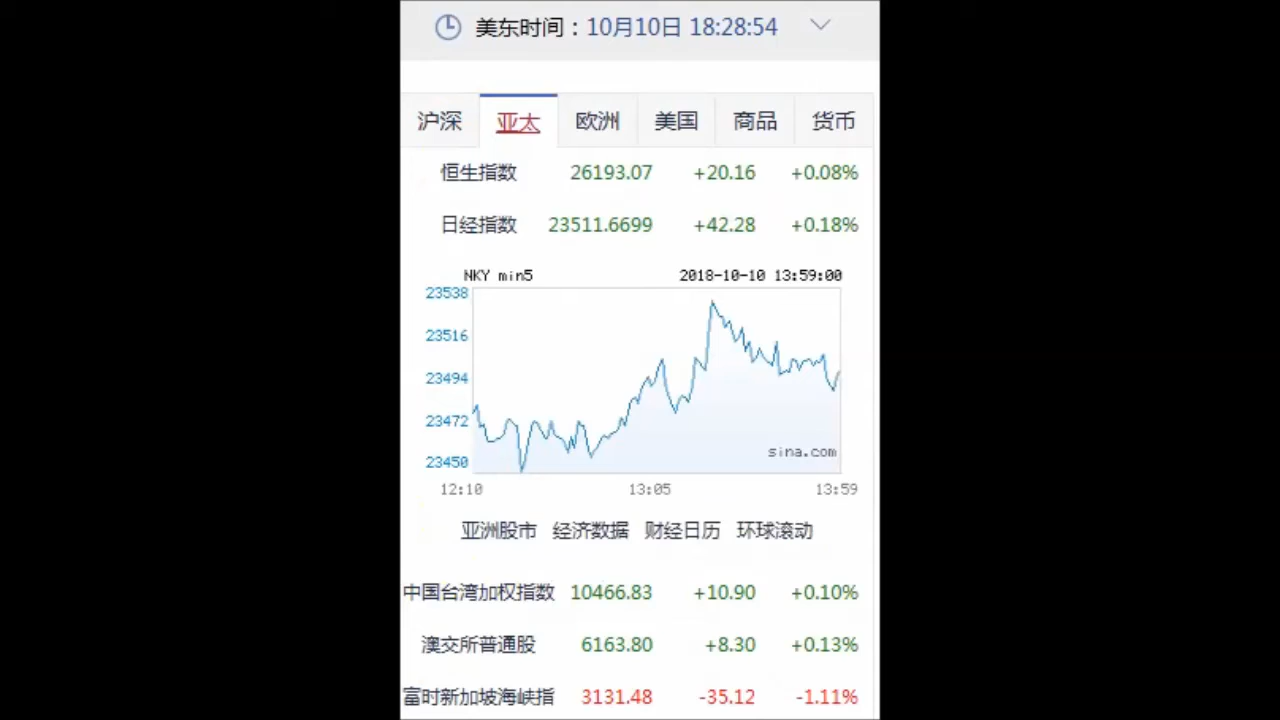 美东时间：10月10日 18:28:54
沪深 亚太 欧洲 美国 商品 货币
恒生指数 26193.07 +20.16 +0.08%
日经指数 23511.6699 +42.28 +0.18%
NKY min5 2018-10-10 13:59:00
23538
23516
23494
23472
23450
sina.com
12:10 13:05 13:59
亚洲股市 经济数据 财经日历 环球滚动
中国台湾加权指数 10466.83 +10.90 +0.10%
澳交所普通股 6163.80 +8.30 +0.13%
富时新加坡海峡指 3131.48 -35.12 -1.11%